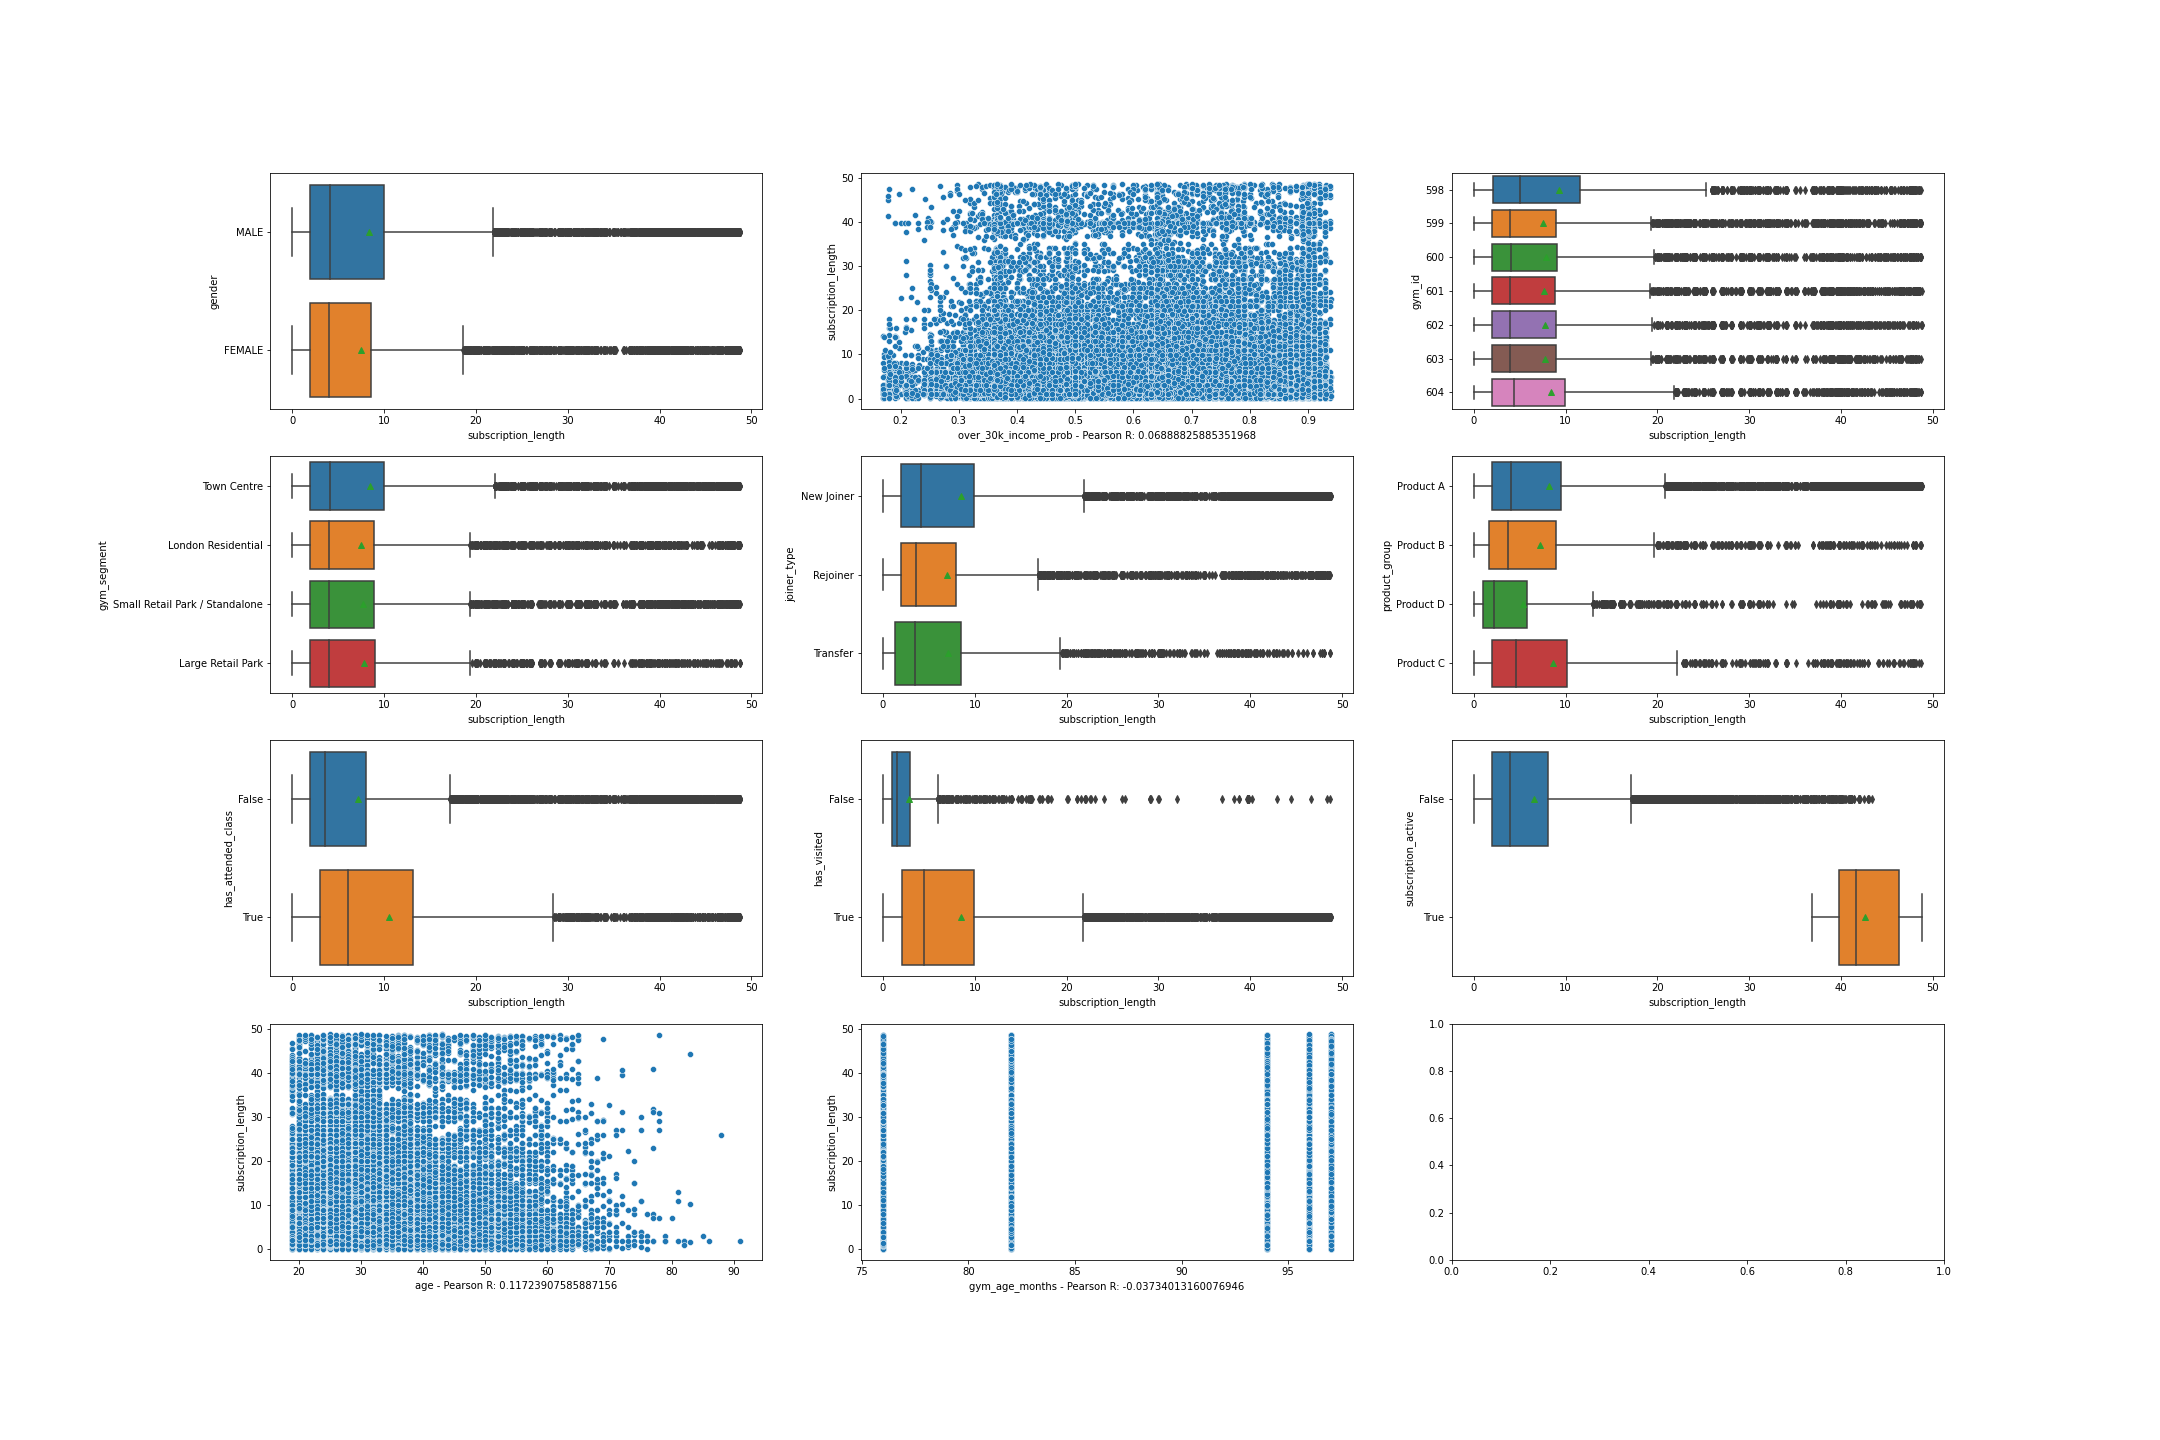 MALE
FEMALE
gender
0 10 20 30 40 50
subscription_length
50
40
30
20
10
0
subscription_length
0.2 0.3 0.4 0.5 0.6 0.7 0.8 0.9
over_30k_income_prob - Pearson R: 0.06888825885351968
598
599
600
601
602
603
604
gym_id
0 10 20 30 40 50
subscription_length
Town Centre
London Residential
Small Retail Park / Standalone
Large Retail Park
gym_segment
0 10 20 30 40 50
subscription_length
New Joiner
Rejoiner
Transfer
joiner_type
0 10 20 30 40 50
subscription_length
Product A
Product B
Product D
Product C
product_group
0 10 20 30 40 50
subscription_length
False
True
has_attended_class
0 10 20 30 40 50
subscription_length
False
True
has_visited
0 10 20 30 40 50
subscription_length
False
True
subscription_active
0 10 20 30 40 50
subscription_length
50
40
30
20
10
0
subscription_length
20 30 40 50 60 70 80 90
age - Pearson R: 0.11723907585887156
50
40
30
20
10
0
subscription_length
75 80 85 90 95
gym_age_months - Pearson R: -0.03734013160076946
1.0
0.8
0.6
0.4
0.2
0.0
0.0 0.2 0.4 0.6 0.8 1.0